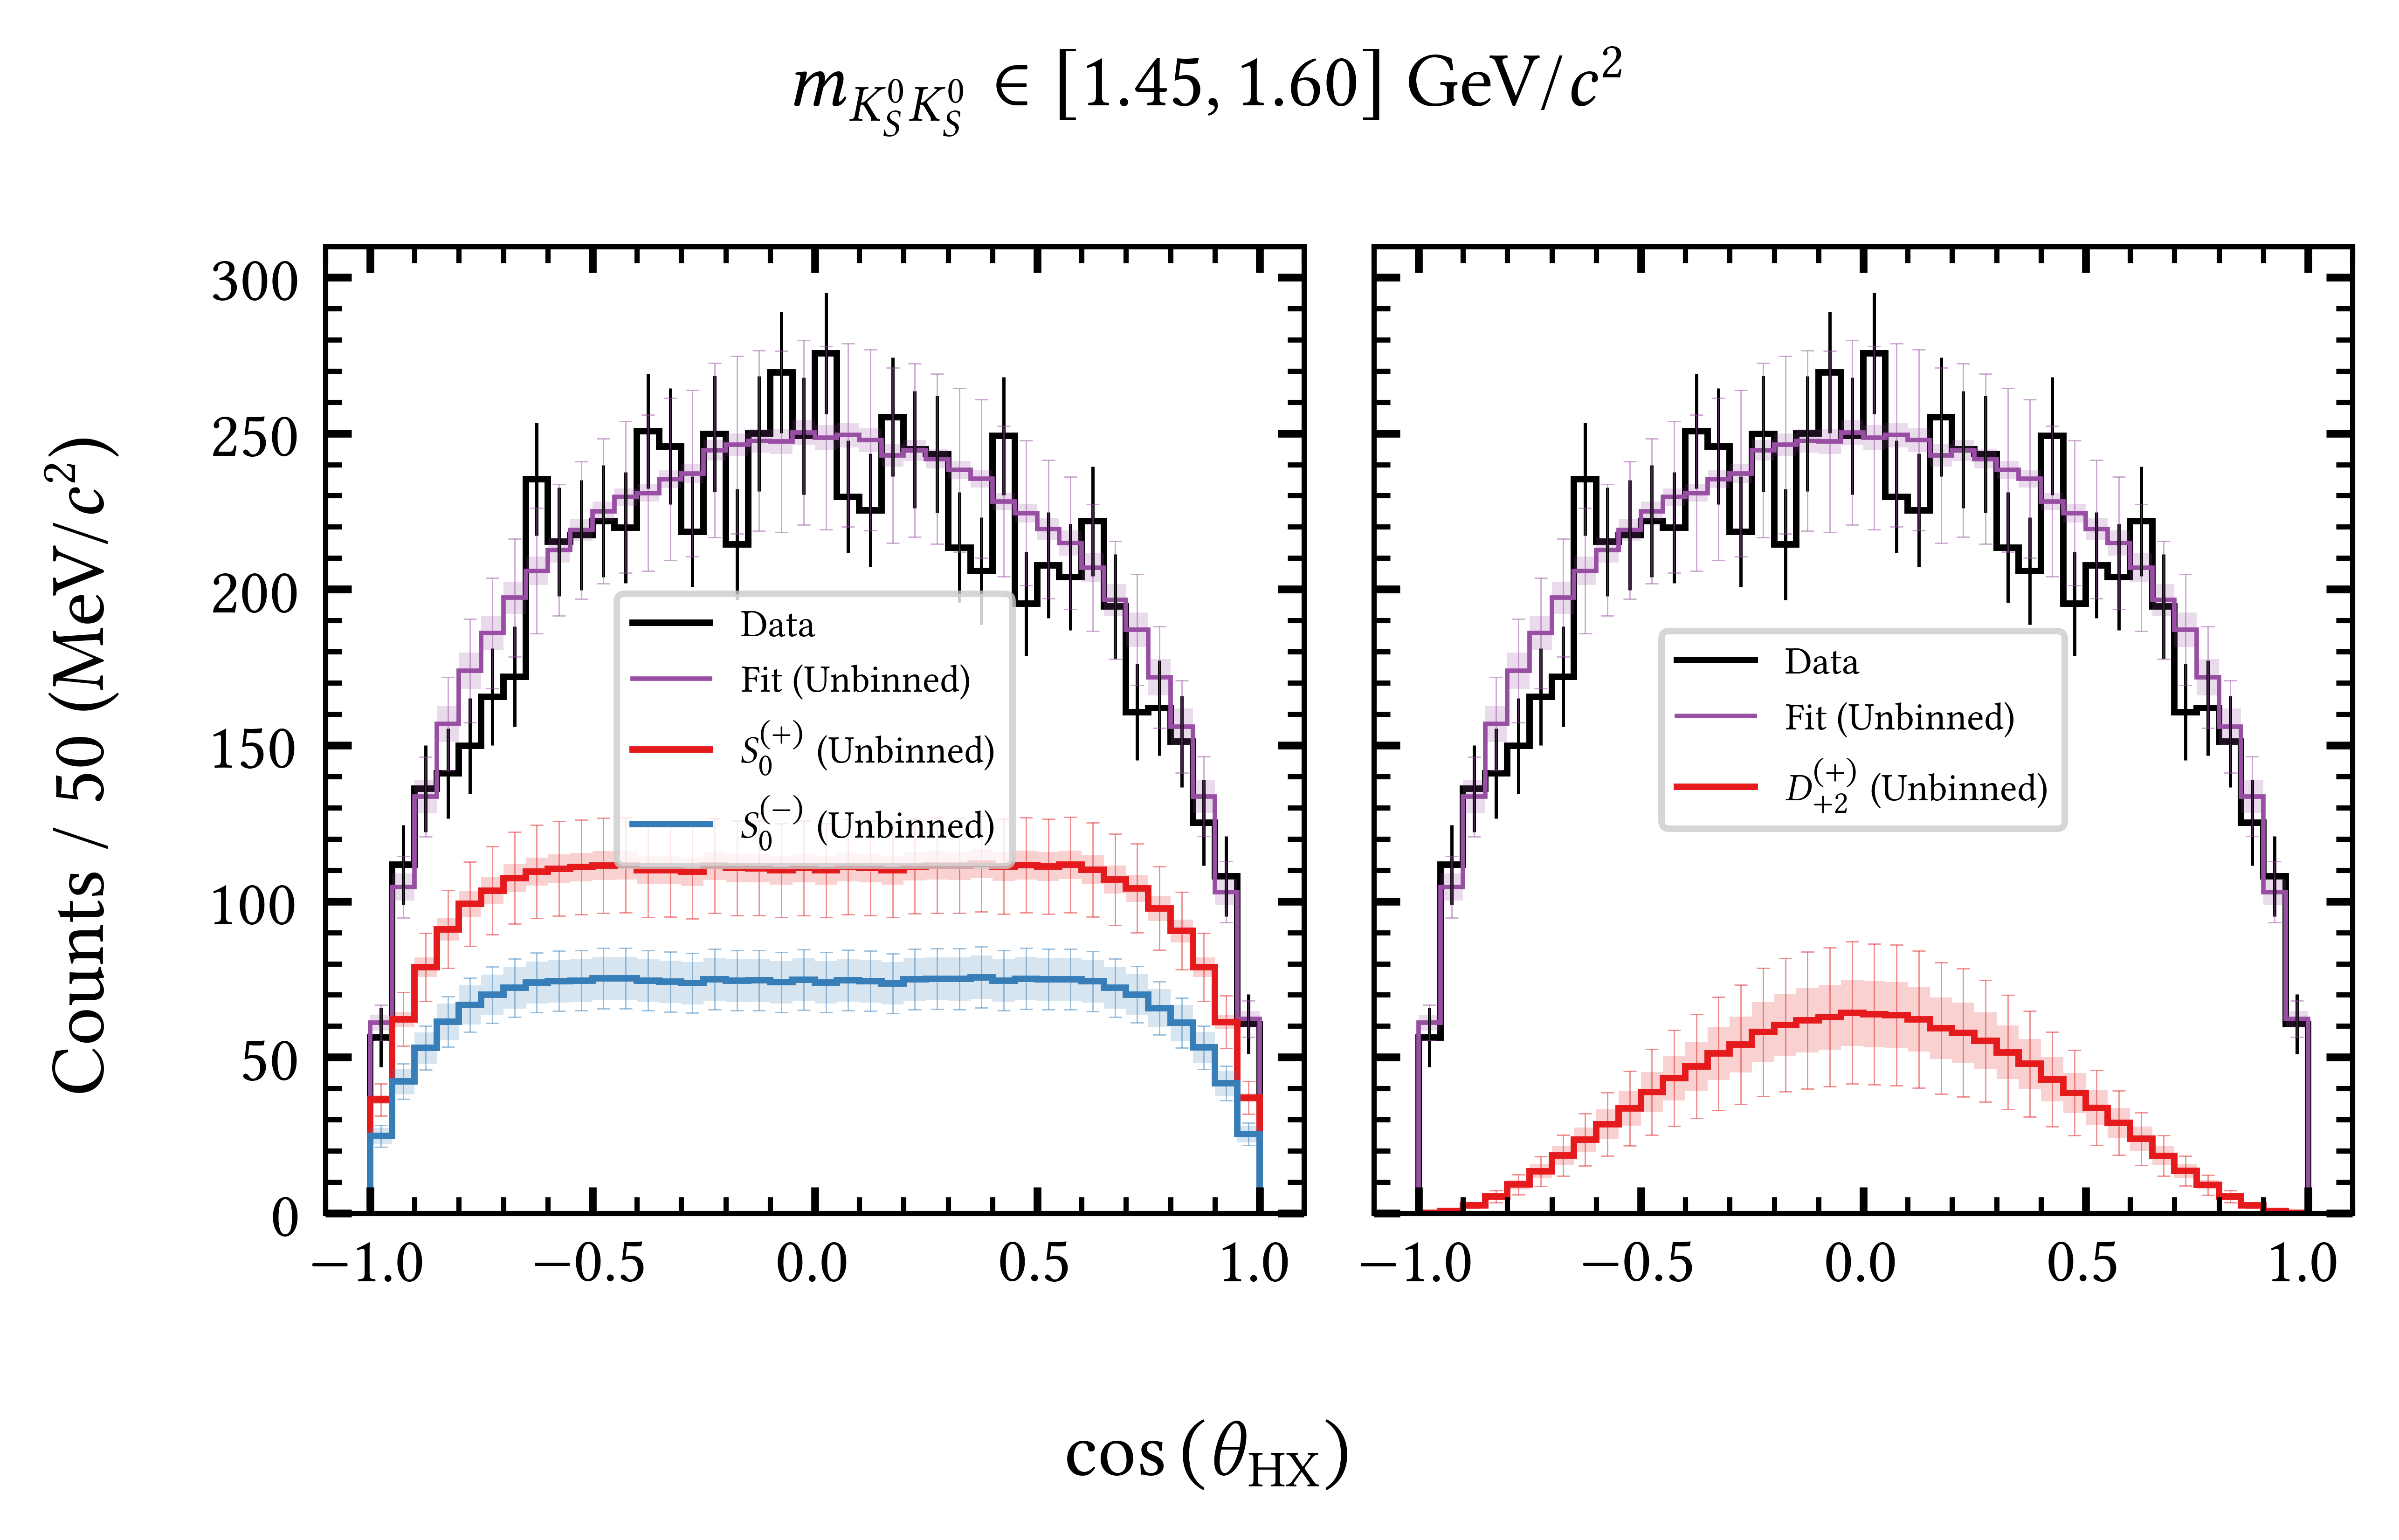 m_{K_S^0 K_S^0} ∈ [1.45, 1.60] GeV/c²
Counts / 50 (MeV/c²)
300
250
200
150
100
50
0
Data
Fit (Unbinned)
S_0^{(+)} (Unbinned)
S_0^{(−)} (Unbinned)
−1.0 −0.5 0.0 0.5 1.0
Data
Fit (Unbinned)
D_{+2}^{(+)} (Unbinned)
−1.0 −0.5 0.0 0.5 1.0
cos (θ_{HX})